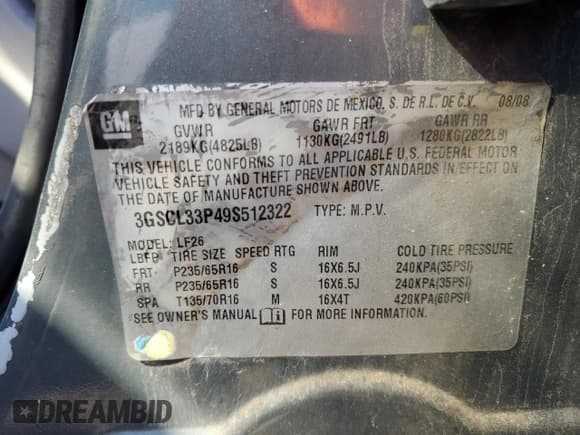 GM
MFD BY GENERAL MOTORS DE MEXICO, S. DE R.L. DE C.V. 08/08
GVWR GAWR FRT GAWR RR
2189KG(4825LB) 1130KG(2491LB) 1280KG(2822LB)
THIS VEHICLE CONFORMS TO ALL APPLICABLE U.S. FEDERAL MOTOR
VEHICLE SAFETY AND THEFT PREVENTION STANDARDS IN EFFECT ON
THE DATE OF MANUFACTURE SHOWN ABOVE.
3GSCL33P49S512322 TYPE: M.P.V.
MODEL: LF26
LBFB TIRE SIZE SPEED RTG RIM COLD TIRE PRESSURE
FRT P235/65R16 S 16X6.5J 240KPA(35PSI)
RR P235/65R16 S 16X6.5J 240KPA(35PSI)
SPA T135/70R16 M 16X4T 420KPA(60PSI)
SEE OWNER'S MANUAL FOR MORE INFORMATION.
DREAMBID